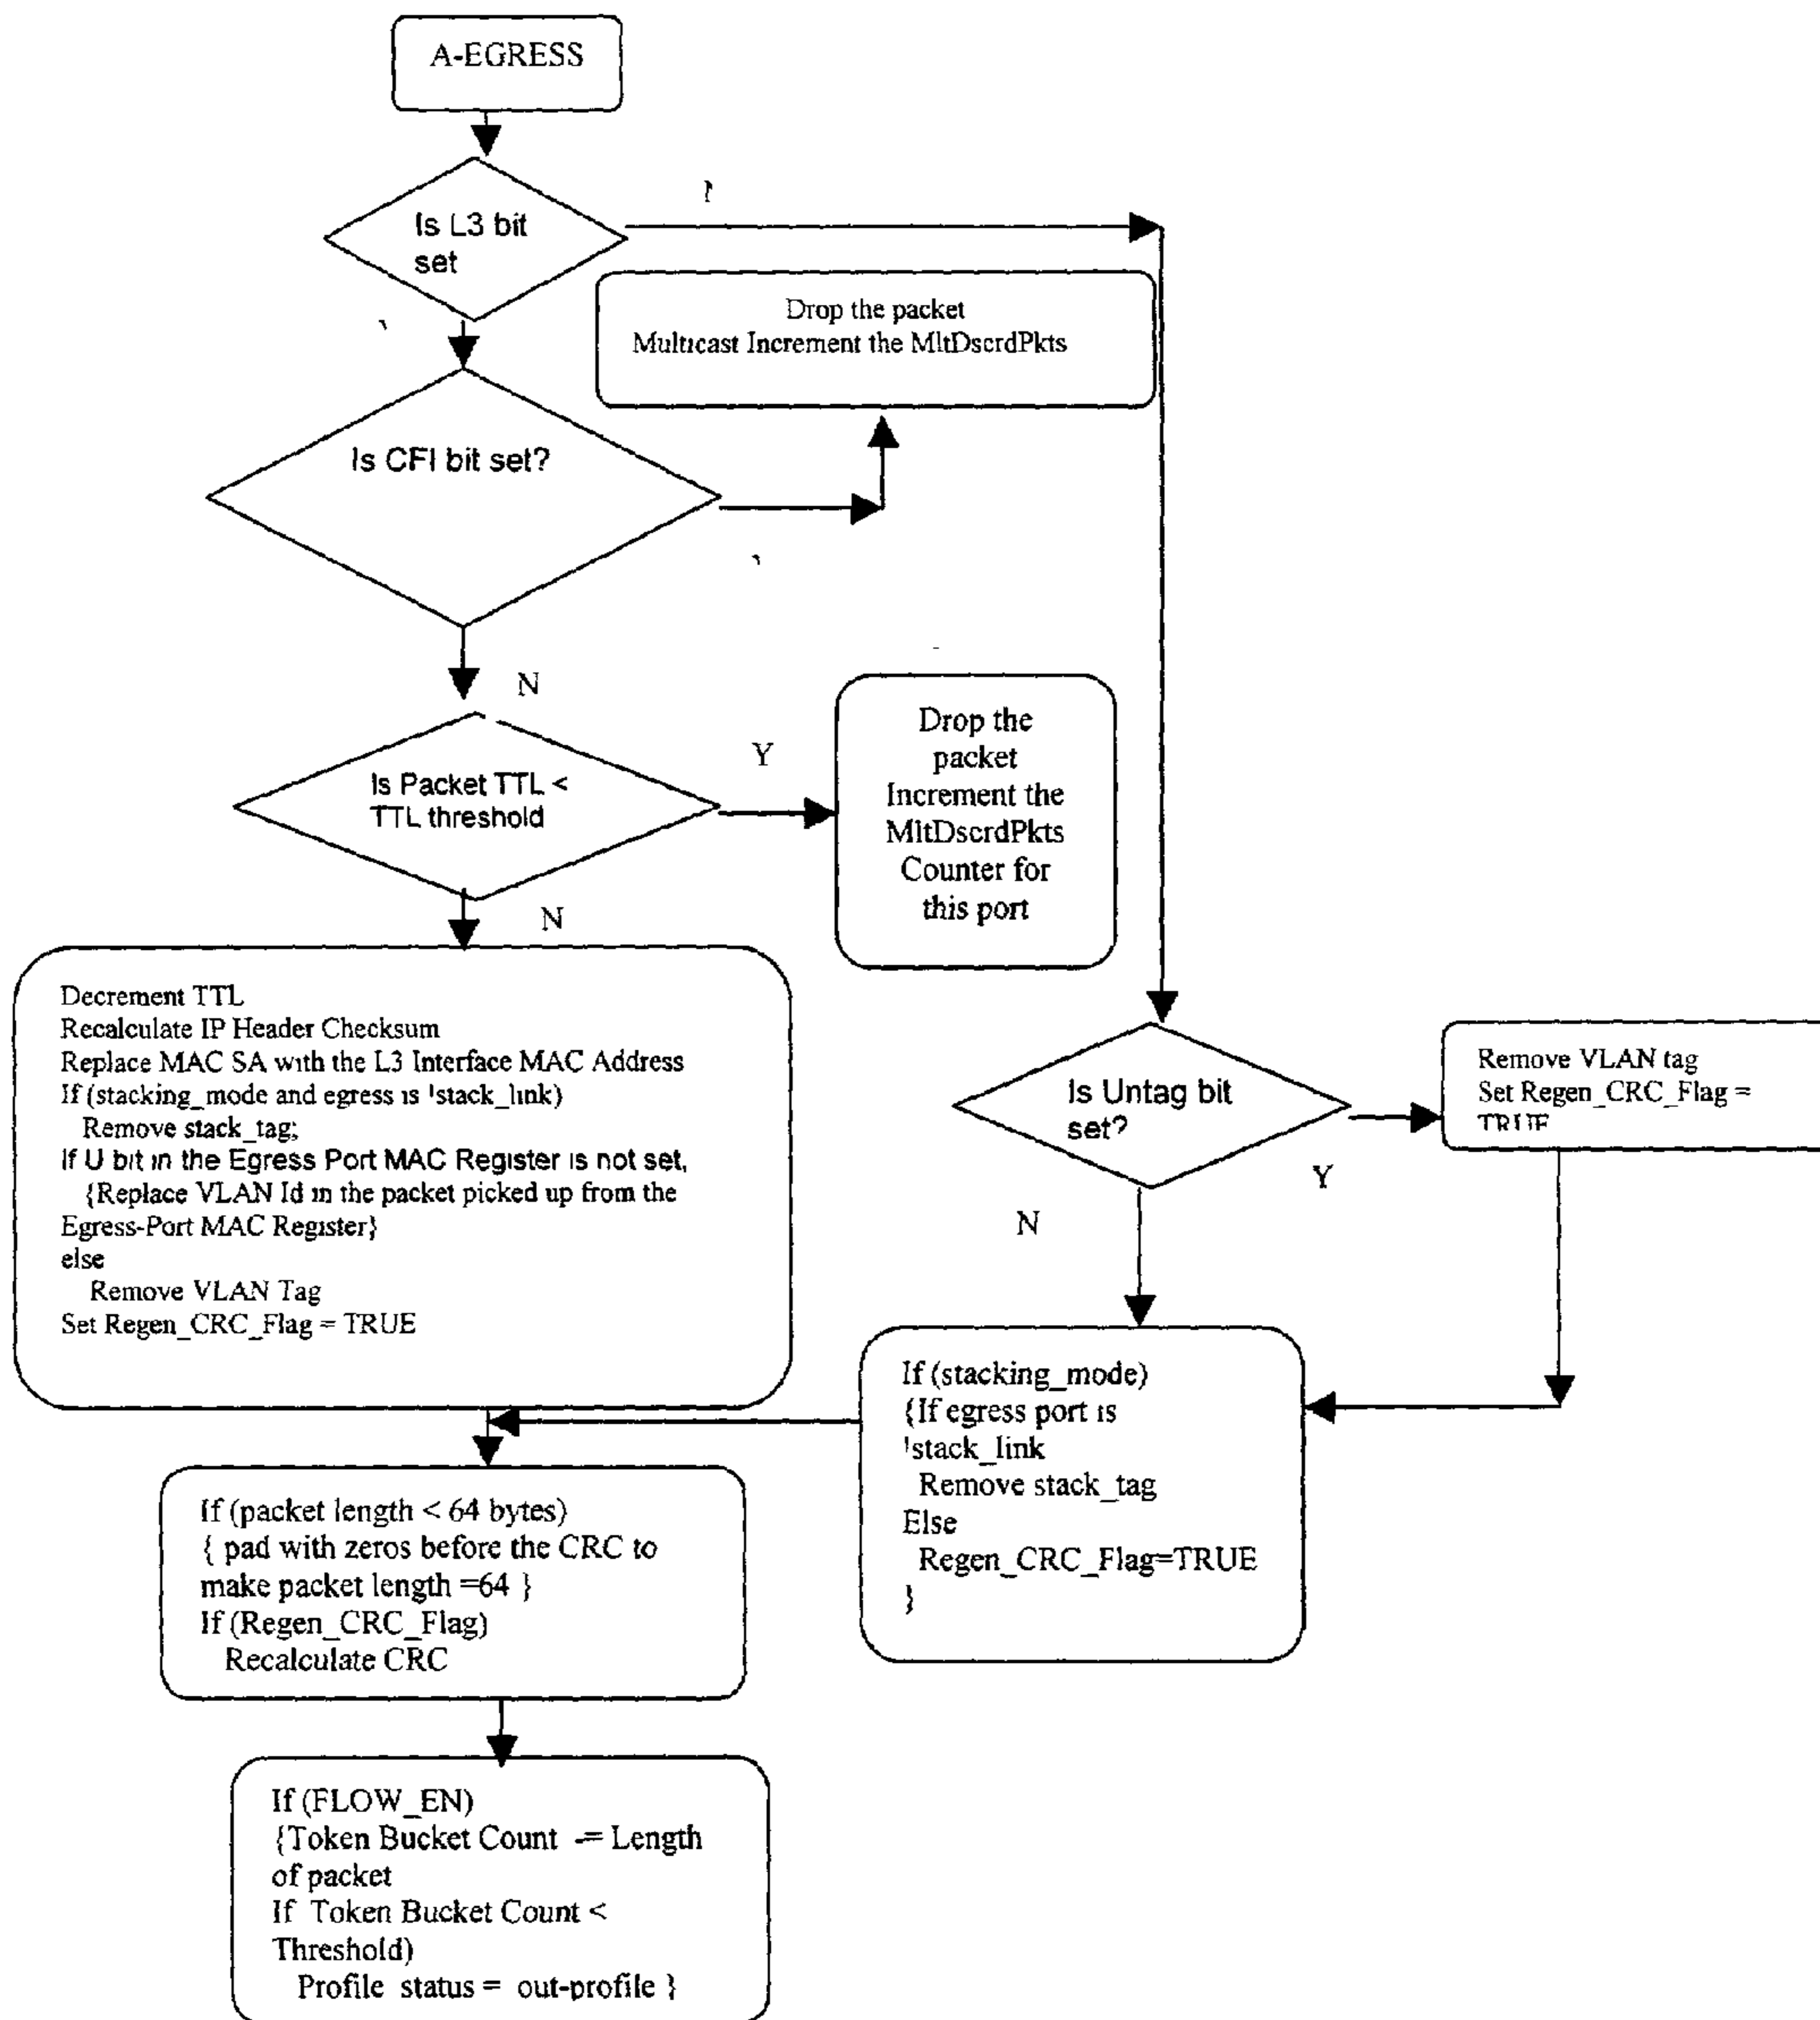 A-EGRESS
Is L3 bit
set
Drop the packet
Multicast Increment the MltDscrdPkts
Is CFI bit set?
N
Is Packet TTL <
TTL threshold
Y
Drop the
packet
Increment the
MltDscrdPkts
Counter for
this port
N
Decrement TTL
Recalculate IP Header Checksum
Replace MAC SA with the L3 Interface MAC Address
If (stacking_mode and egress is !stack_link)
Remove stack_tag;
If U bit in the Egress Port MAC Register is not set,
{Replace VLAN Id in the packet picked up from the
Egress-Port MAC Register}
else
Remove VLAN Tag
Set Regen_CRC_Flag = TRUE
Is Untag bit
set?
Y
N
Remove VLAN tag
Set Regen_CRC_Flag =
TRUE
If (stacking_mode)
{If egress port is
!stack_link
Remove stack_tag
Else
Regen_CRC_Flag=TRUE
}
If (packet length < 64 bytes)
{ pad with zeros before the CRC to
make packet length =64 }
If (Regen_CRC_Flag)
Recalculate CRC
If (FLOW_EN)
{Token Bucket Count -= Length
of packet
If Token Bucket Count <
Threshold)
Profile status = out-profile }